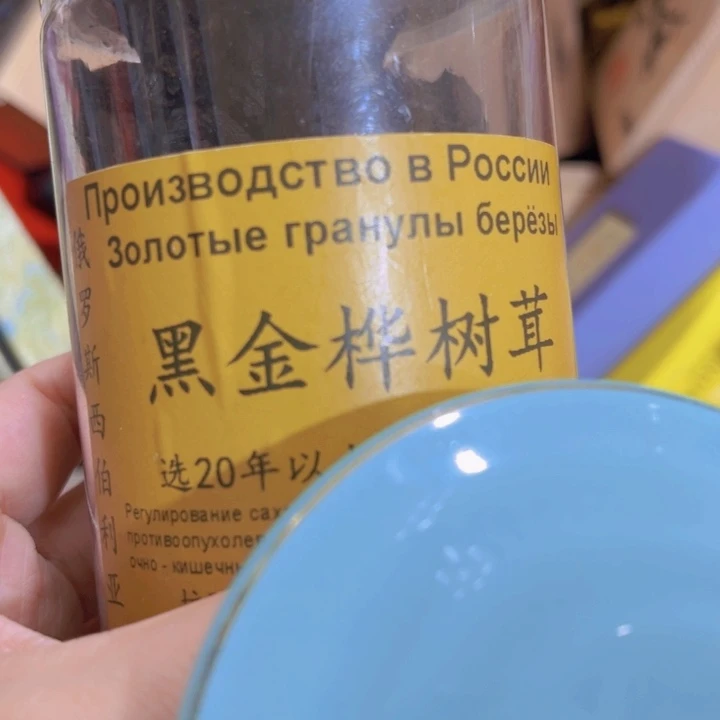 Производство в России
Золотые гранулы берёзы
黑金桦树茸
选20年以
Регулирование
俄罗斯西伯利亚